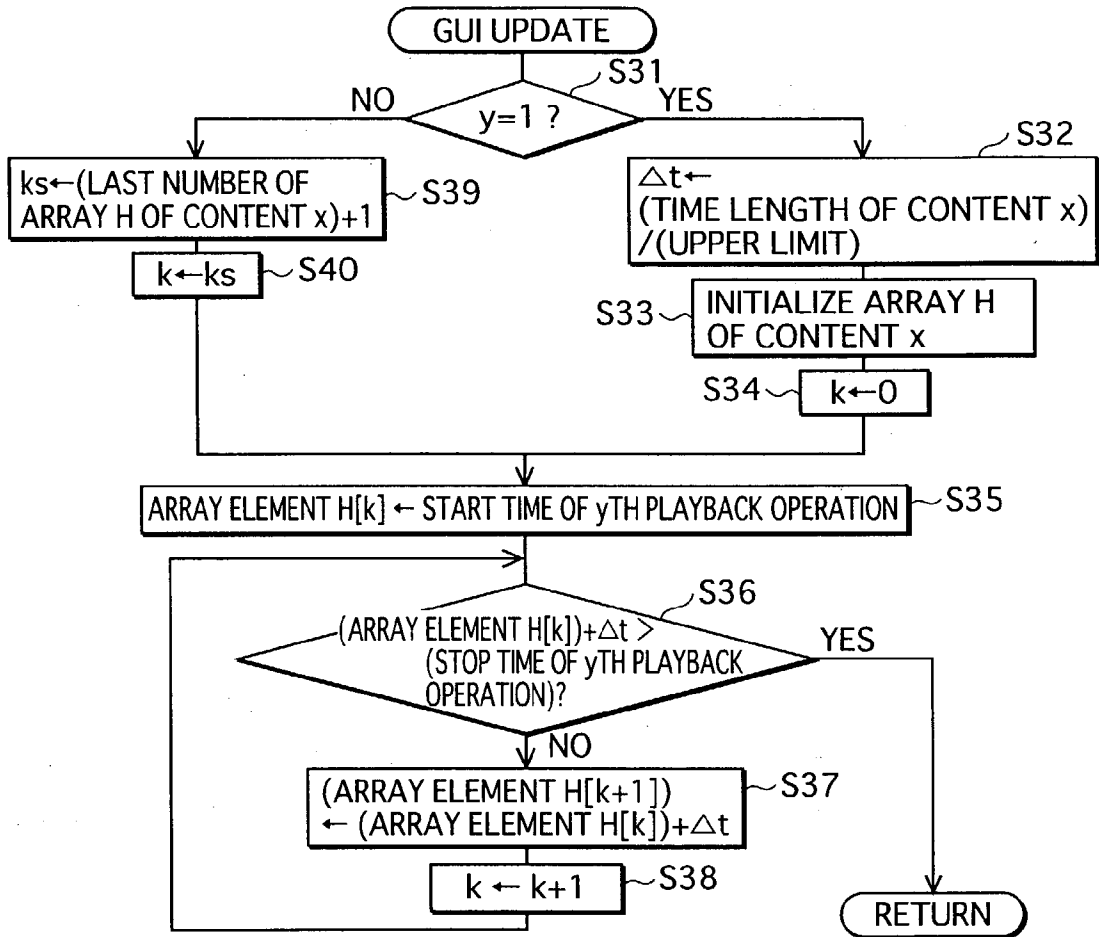 GUI UPDATE
S31
NO
y=1 ?
YES
S32
ks←(LAST NUMBER OF
ARRAY H OF CONTENT x)+1
S39
△t←
(TIME LENGTH OF CONTENT x)
/(UPPER LIMIT)
k←ks
S40
S33
INITIALIZE ARRAY H
OF CONTENT x
S34
k←0
ARRAY ELEMENT H[k] ← START TIME OF yTH PLAYBACK OPERATION
S35
S36
(ARRAY ELEMENT H[k])+△t >
(STOP TIME OF yTH PLAYBACK
OPERATION)?
YES
NO
(ARRAY ELEMENT H[k+1])
← (ARRAY ELEMENT H[k])+△t
S37
k ← k+1
S38
RETURN